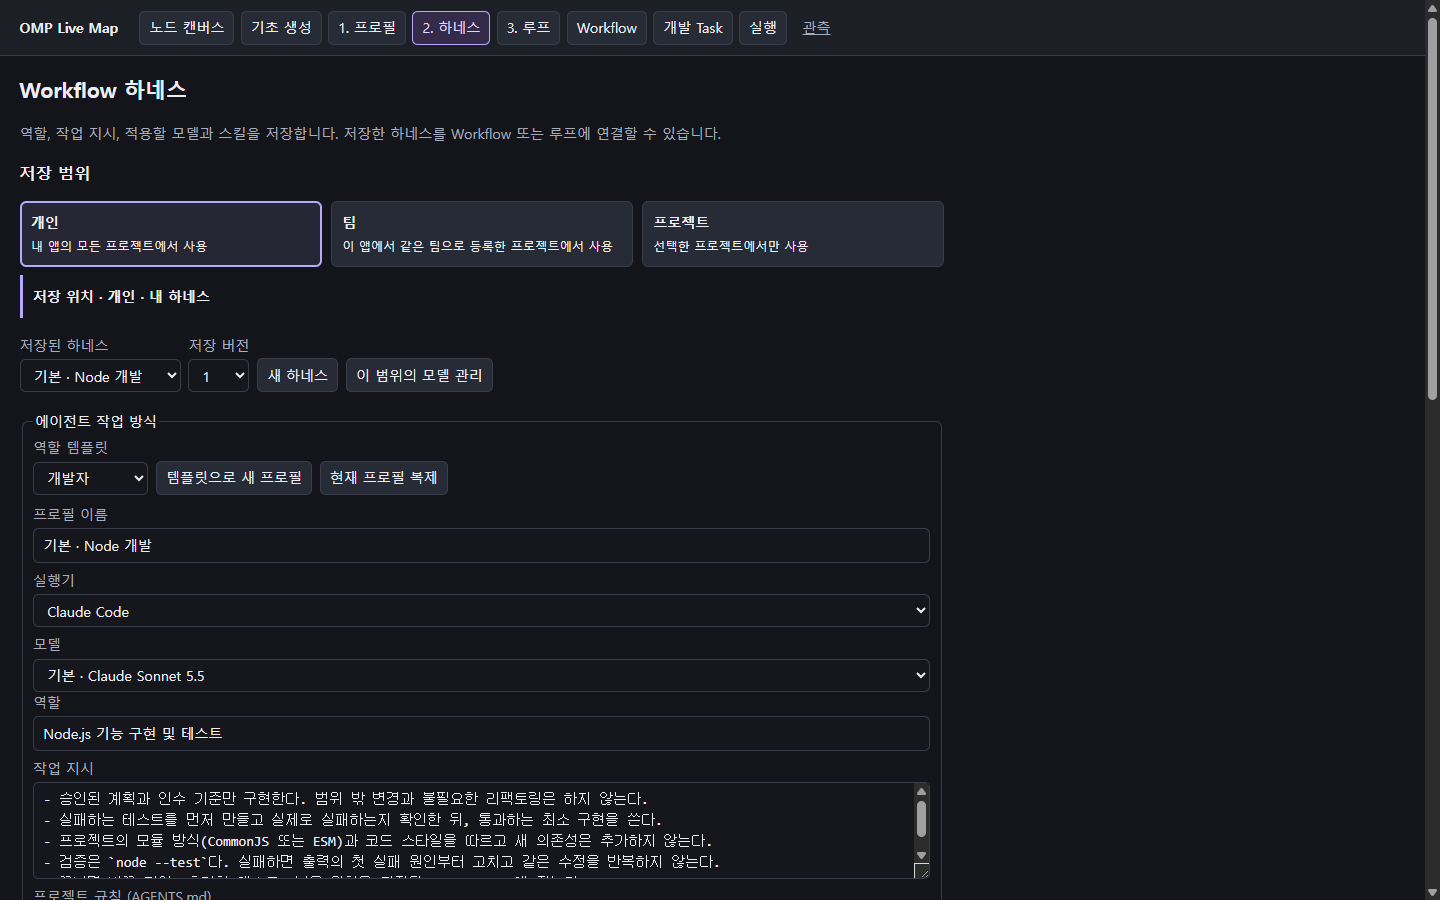 OMP Live Map 노드 캔버스 기초 생성 1. 프로필 2. 하네스 3. 루프 Workflow 개발 Task 실행 관측
Workflow 하네스
역할, 작업 지시, 적용할 모델과 스킬을 저장합니다. 저장한 하네스를 Workflow 또는 루프에 연결할 수 있습니다.
저장 범위
개인 팀 프로젝트
내 앱의 모든 프로젝트에서 사용 이 앱에서 같은 팀으로 등록한 프로젝트에서 사용 선택한 프로젝트에서만 사용
저장 위치 · 개인 · 내 하네스
저장된 하네스 저장 버전
기본 · Node 개발 1 새 하네스 이 범위의 모델 관리
에이전트 작업 방식
역할 템플릿
개발자 템플릿으로 새 프로필 현재 프로필 복제
프로필 이름
기본 · Node 개발
실행기
Claude Code
모델
기본 · Claude Sonnet 5.5
역할
Node.js 기능 구현 및 테스트
작업 지시
- 승인된 계획과 인수 기준만 구현한다. 범위 밖 변경과 불필요한 리팩토링은 하지 않는다.
- 실패하는 테스트를 먼저 만들고 실제로 실패하는지 확인한 뒤, 통과하는 최소 구현을 쓴다.
- 프로젝트의 모듈 방식(CommonJS 또는 ESM)과 코드 스타일을 따르고 새 의존성은 추가하지 않는다.
- 검증은 `node --test`다. 실패하면 출력의 첫 실패 원인부터 고치고 같은 수정을 반복하지 않는다.
프로젝트 규칙 (AGENTS.md)